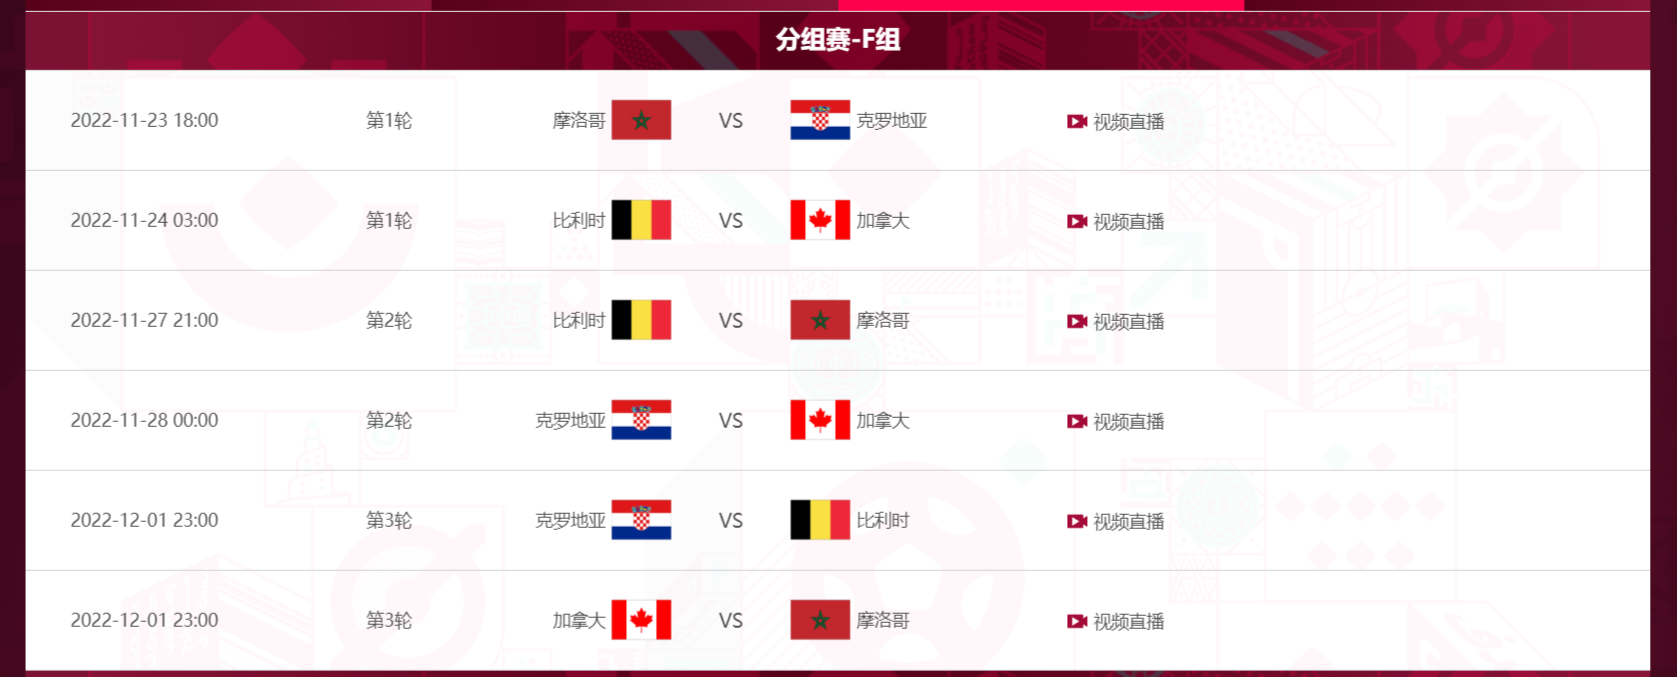 分组赛-F组
2022-11-23 18:00 第1轮 摩洛哥 VS 克罗地亚 视频直播
2022-11-24 03:00 第1轮 比利时 VS 加拿大 视频直播
2022-11-27 21:00 第2轮 比利时 VS 摩洛哥 视频直播
2022-11-28 00:00 第2轮 克罗地亚 VS 加拿大 视频直播
2022-12-01 23:00 第3轮 克罗地亚 VS 比利时 视频直播
2022-12-01 23:00 第3轮 加拿大 VS 摩洛哥 视频直播